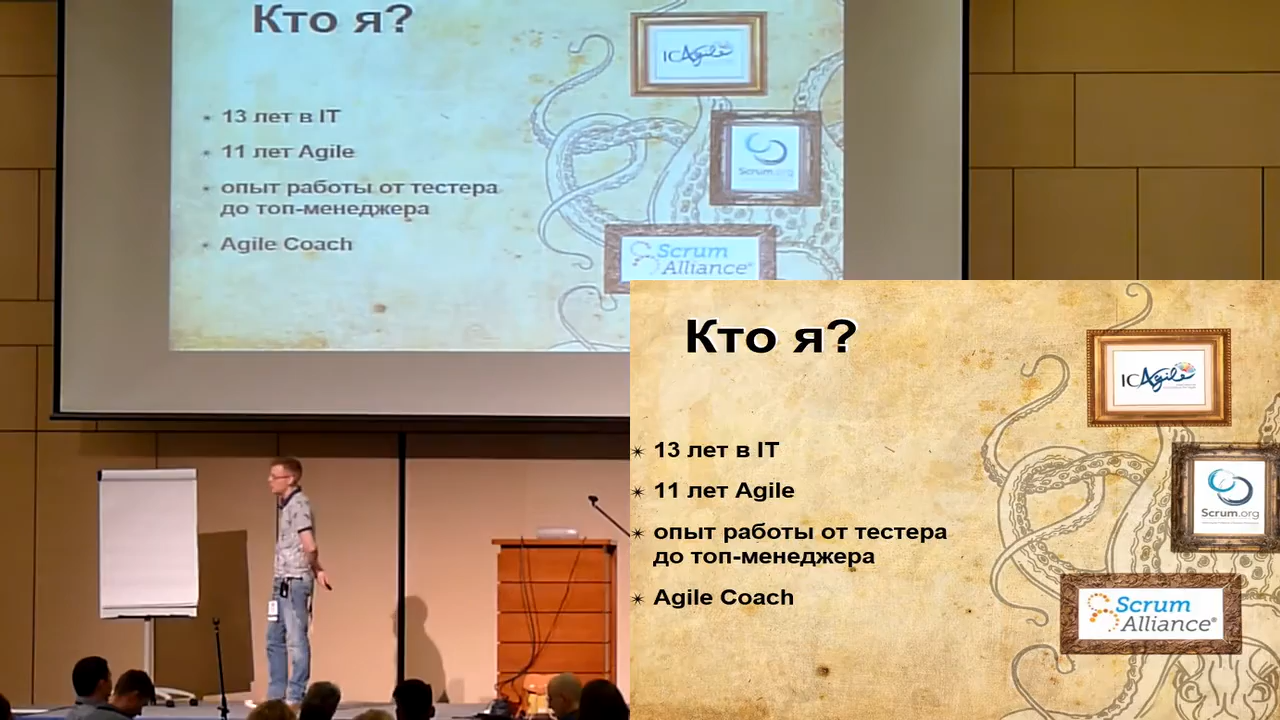 Кто я?
13 лет в IT
11 лет Agile
опыт работы от тестера
до топ-менеджера
Agile Coach
ICAgile
Scrum.org
Scrum
Alliance®
Кто я?
13 лет в IT
11 лет Agile
опыт работы от тестера
до топ-менеджера
Agile Coach
ICAgile
Scrum.org
Scrum
Alliance®